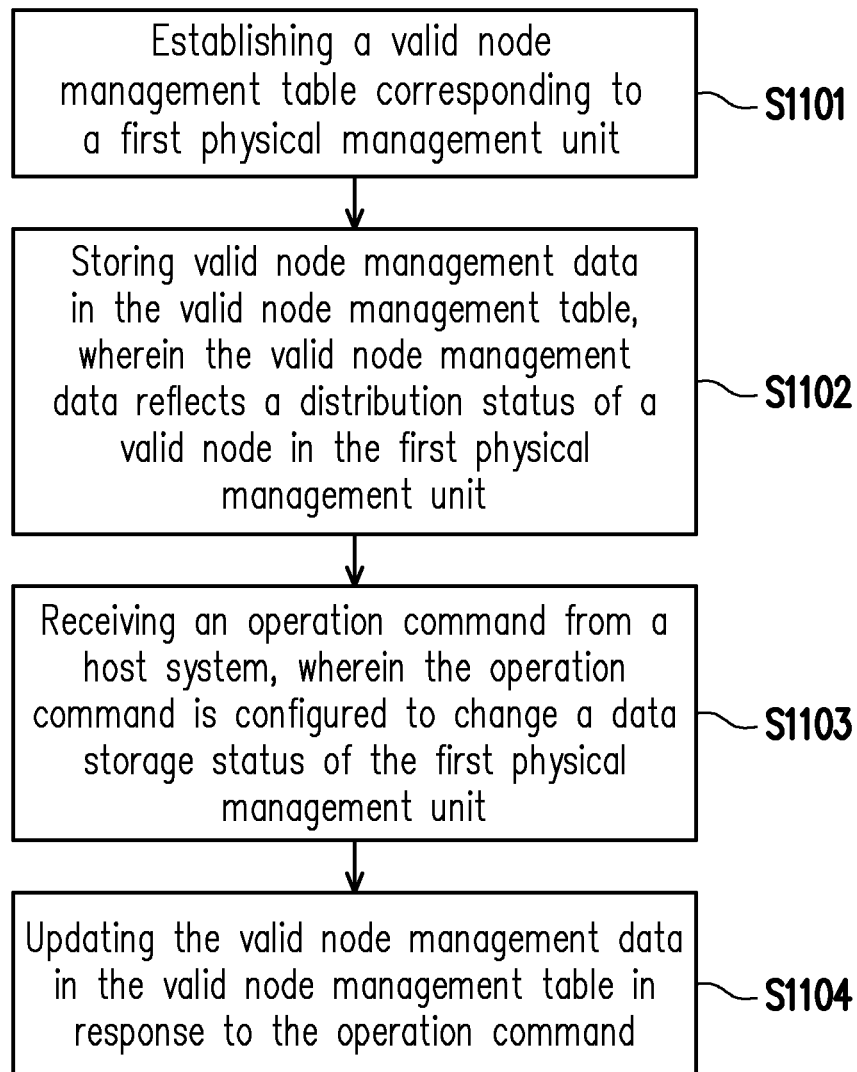 Establishing a valid node
management table corresponding to
a first physical management unit
S1101
Storing valid node management data
in the valid node management table,
wherein the valid node management
data reflects a distribution status of a
valid node in the first physical
management unit
S1102
Receiving an operation command from a
host system, wherein the operation
command is configured to change a data
storage status of the first physical
management unit
S1103
Updating the valid node management data
in the valid node management table in
response to the operation command
S1104